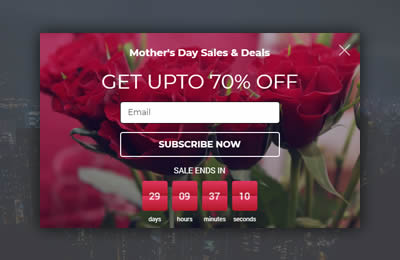 Mother's Day Sales & Deals
GET UPTO 70% OFF
Email
SUBSCRIBE NOW
SALE ENDS IN
29 09 37 10
days hours minutes seconds